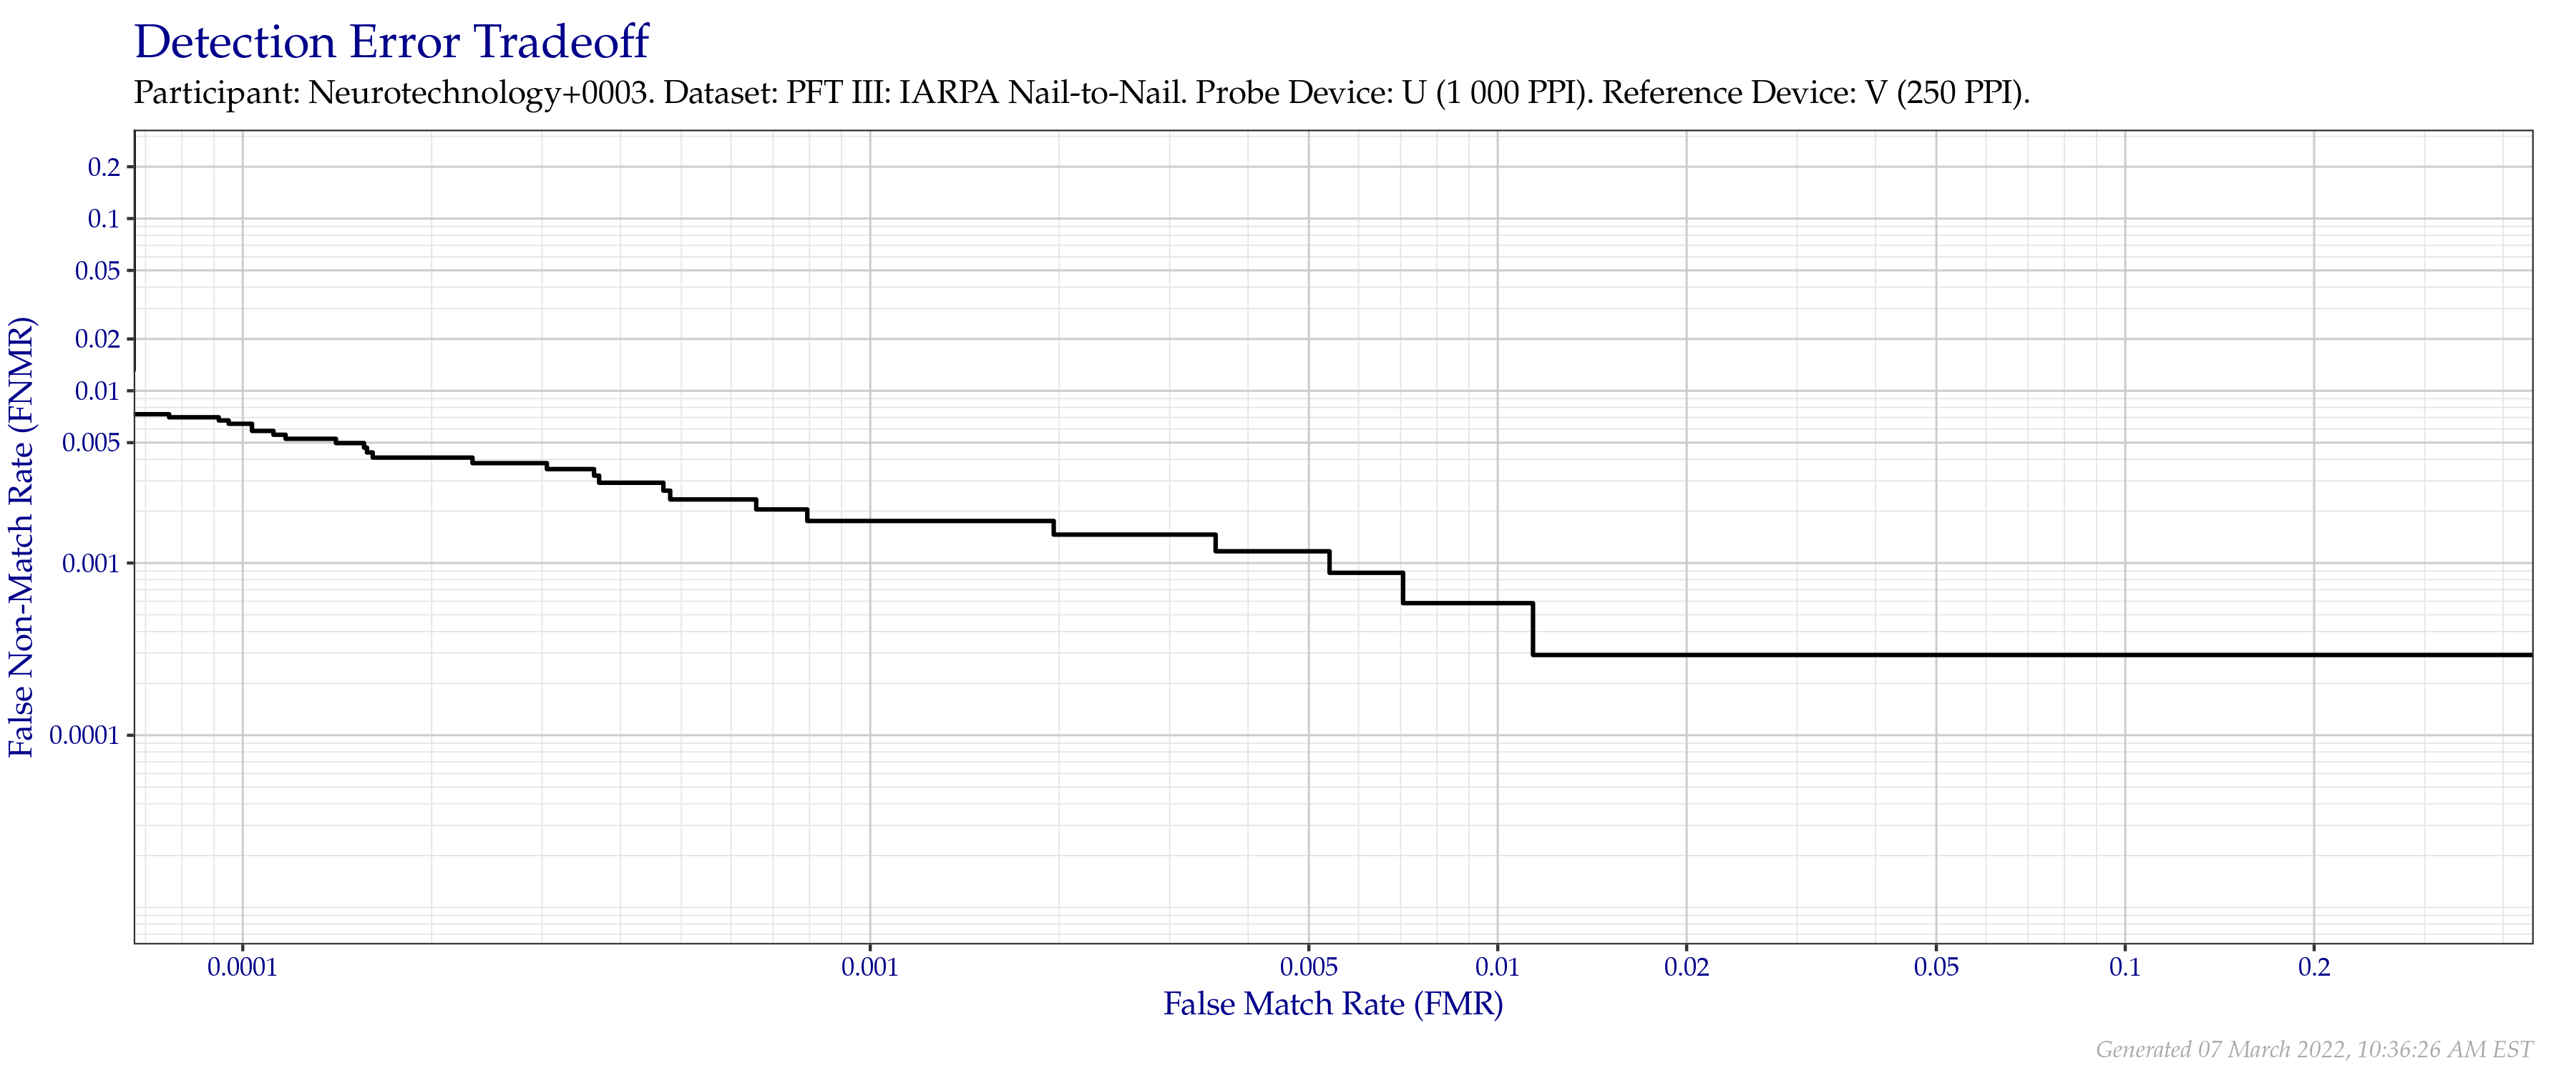 Detection Error Tradeoff
Participant: Neurotechnology+0003. Dataset: PFT III: IARPA Nail-to-Nail. Probe Device: U (1 000 PPI). Reference Device: V (250 PPI).
False Non-Match Rate (FNMR)
0.2
0.1
0.05
0.02
0.01
0.005
0.001
0.0001
0.0001 0.001 0.005 0.01 0.02 0.05 0.1 0.2
False Match Rate (FMR)
Generated 07 March 2022, 10:36:26 AM EST